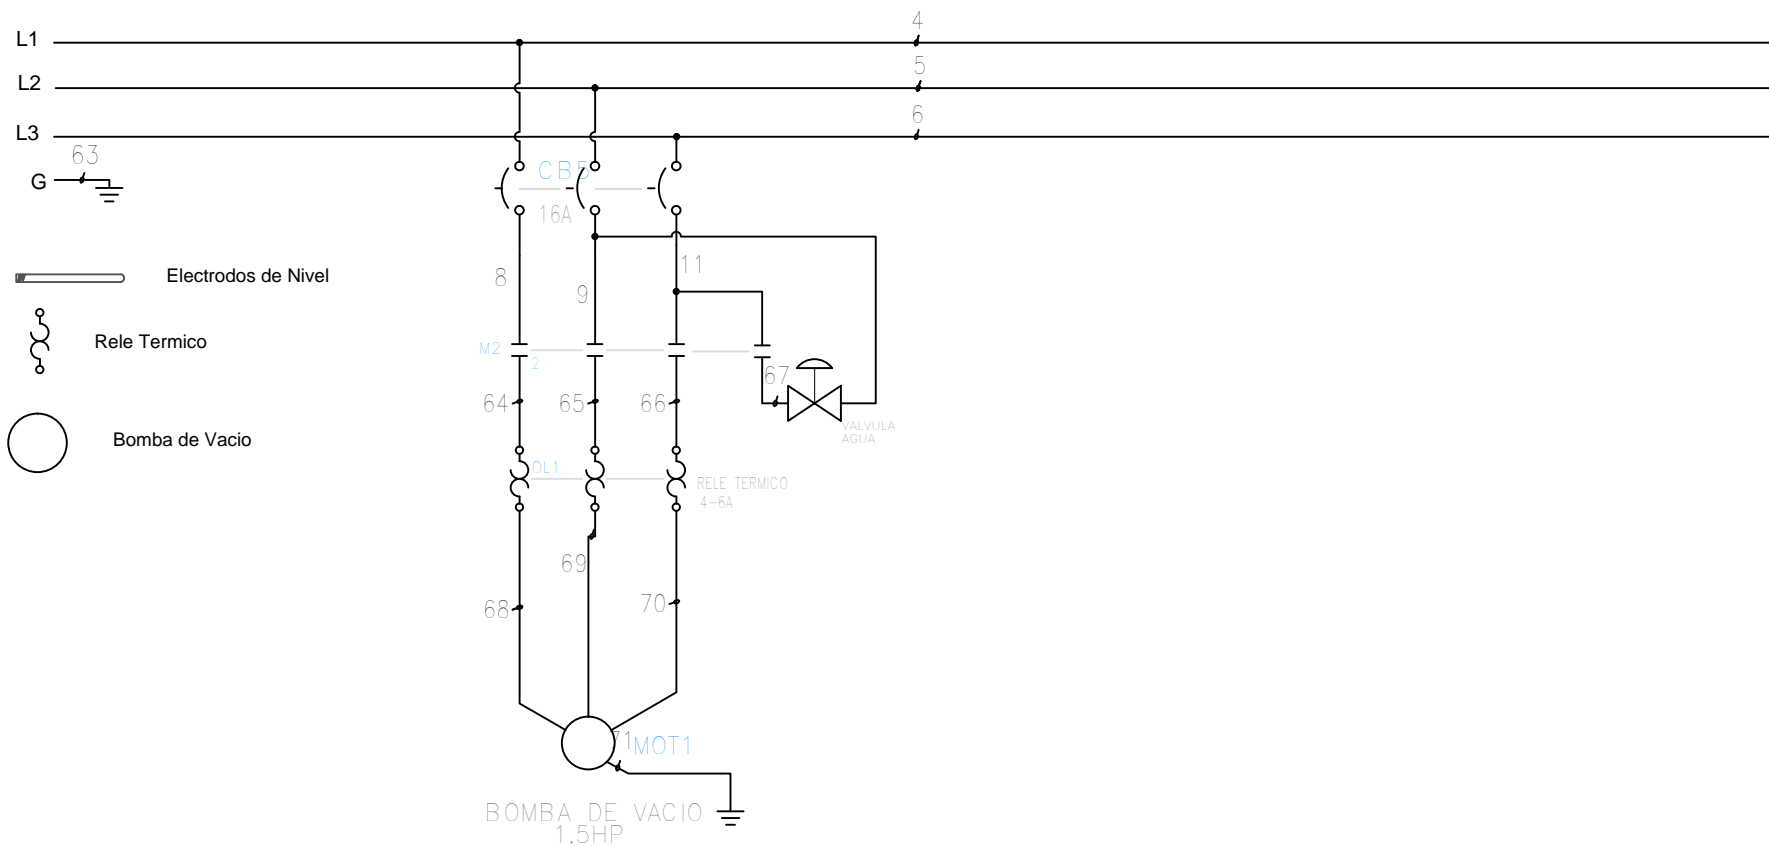 L1
4
L2
5
L3
6
63
G
CB5
16A
Electrodos de Nivel
8
9
11
Rele Termico
M2
2
67
64
65
66
VALVULA
AGUA
Bomba de Vacio
OL1
RELE TERMICO
4-6A
69
68
70
71
MOT1
BOMBA DE VACIO
1.5HP